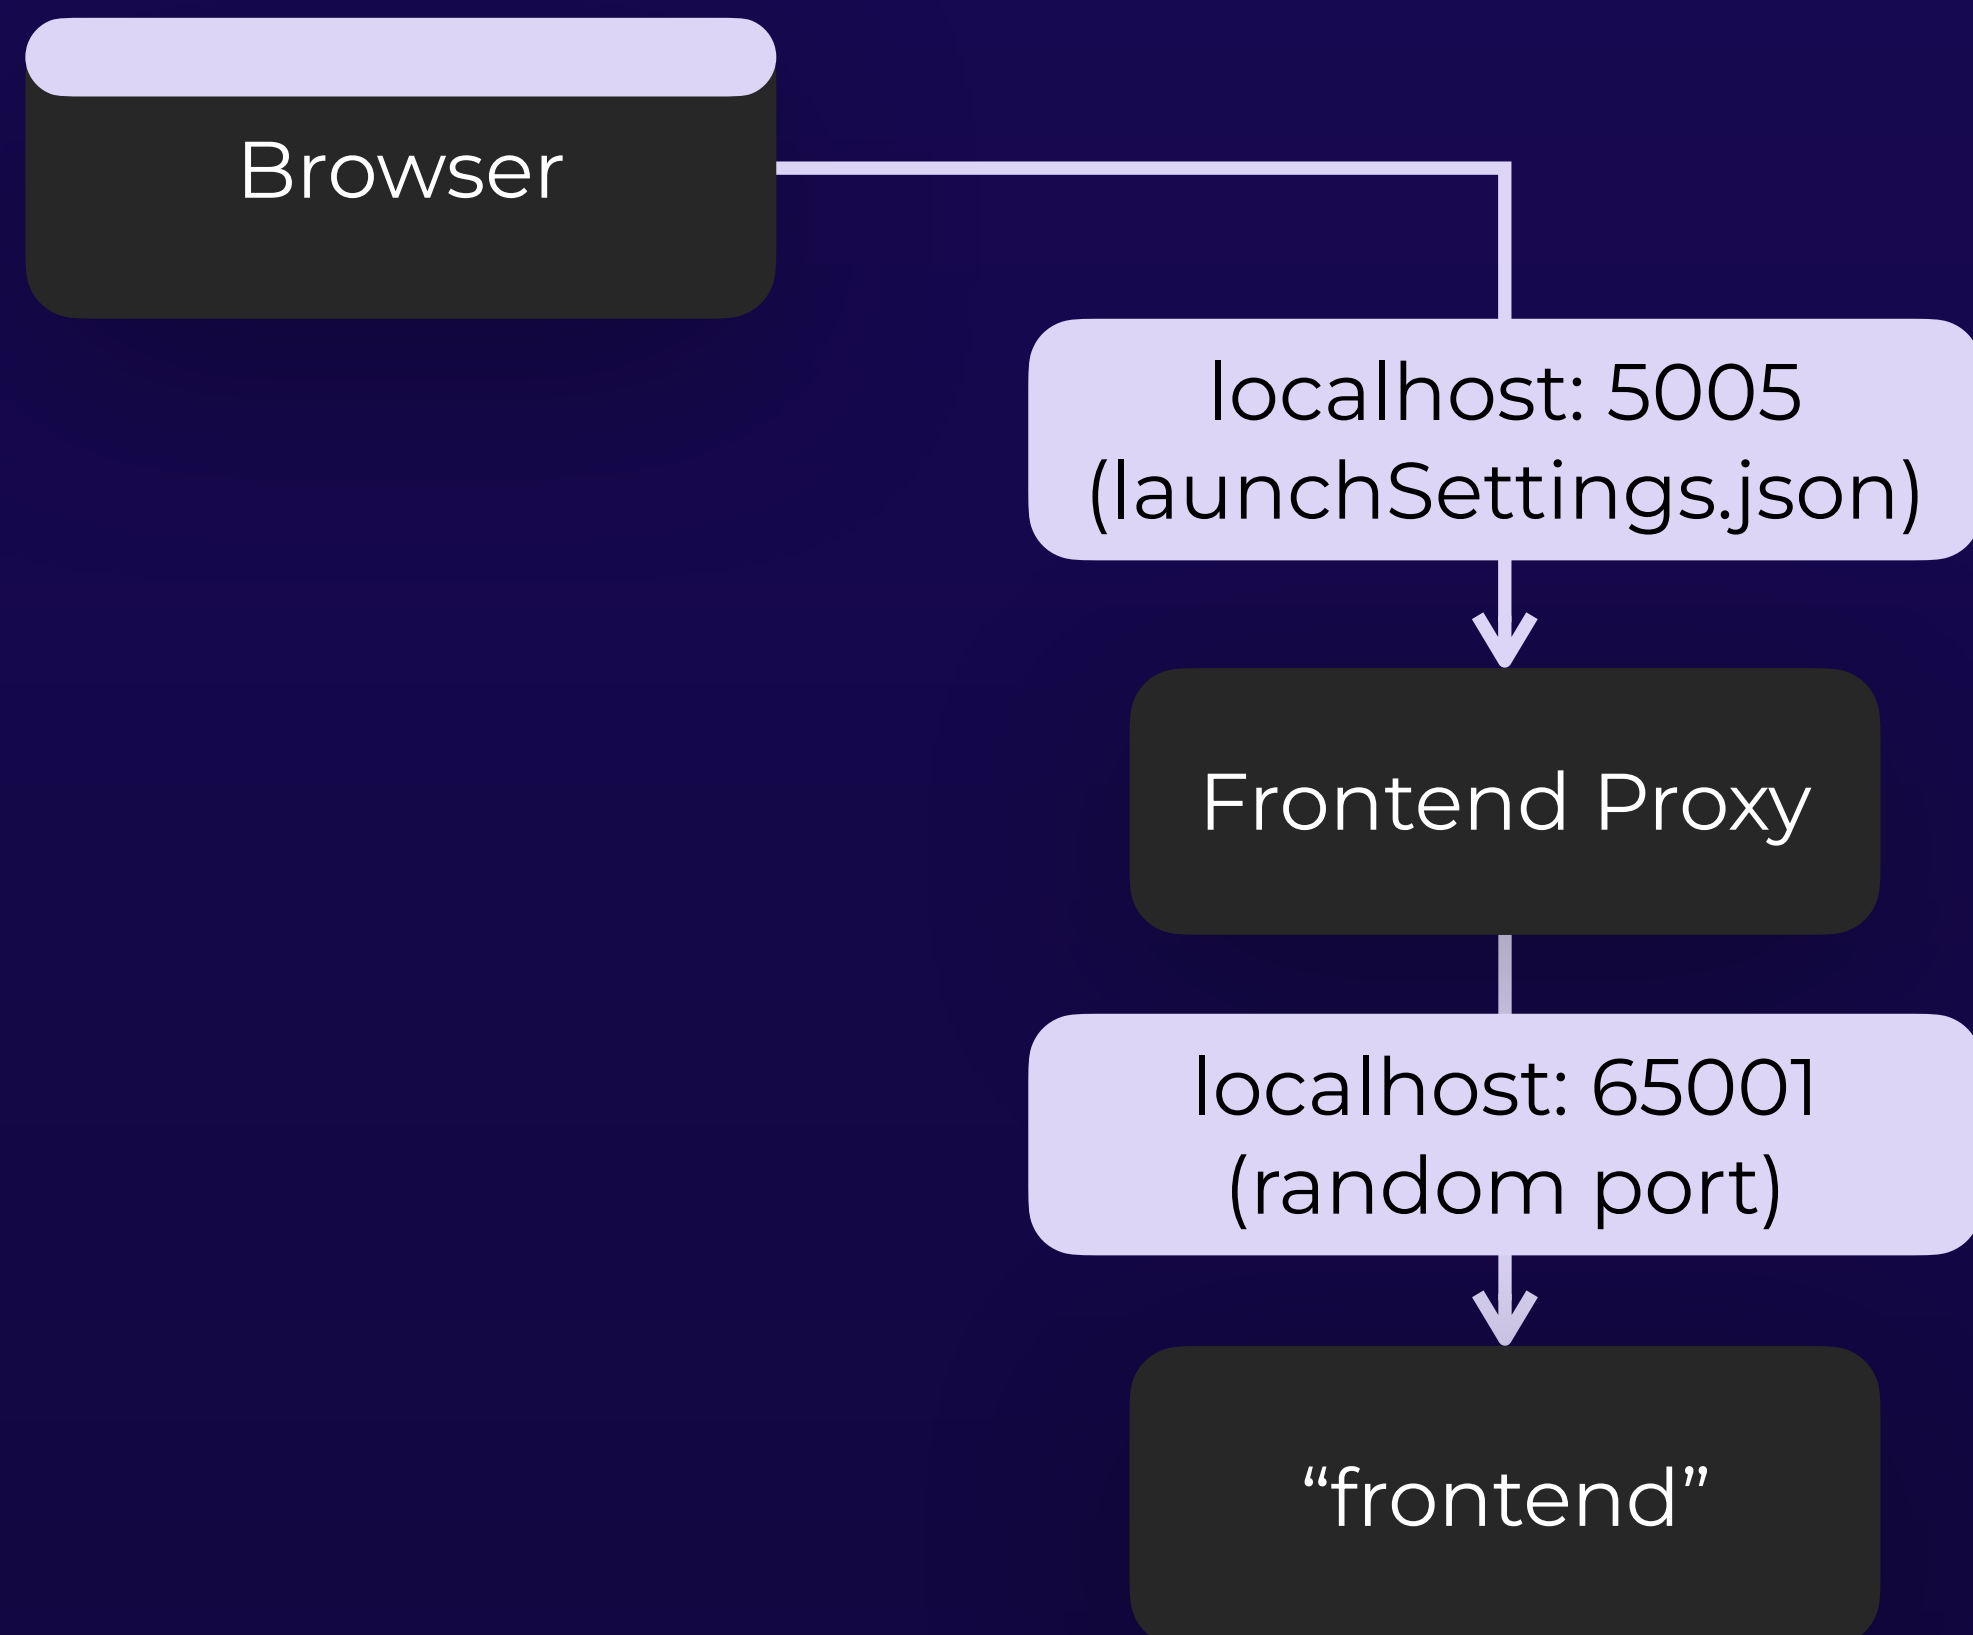 Browser
localhost: 5005
(launchSettings.json)
Frontend Proxy
localhost: 65001
(random port)
“frontend”